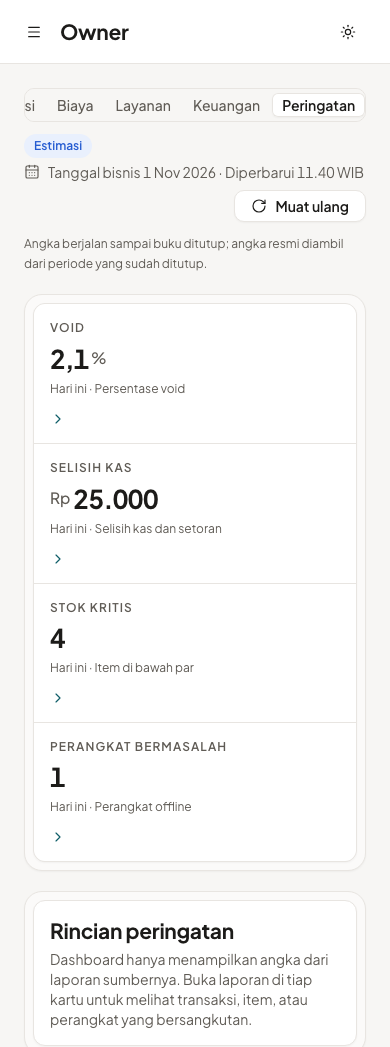 Owner
si Biaya Layanan Keuangan Peringatan
Estimasi
Tanggal bisnis 1 Nov 2026 · Diperbarui 11.40 WIB
Muat ulang
Angka berjalan sampai buku ditutup; angka resmi diambil
dari periode yang sudah ditutup.
VOID
2,1%
Hari ini · Persentase void
SELISIH KAS
Rp 25.000
Hari ini · Selisih kas dan setoran
STOK KRITIS
4
Hari ini · Item di bawah par
PERANGKAT BERMASALAH
1
Hari ini · Perangkat offline
Rincian peringatan
Dashboard hanya menampilkan angka dari
laporan sumbernya. Buka laporan di tiap
kartu untuk melihat transaksi, item, atau
perangkat yang bersangkutan.